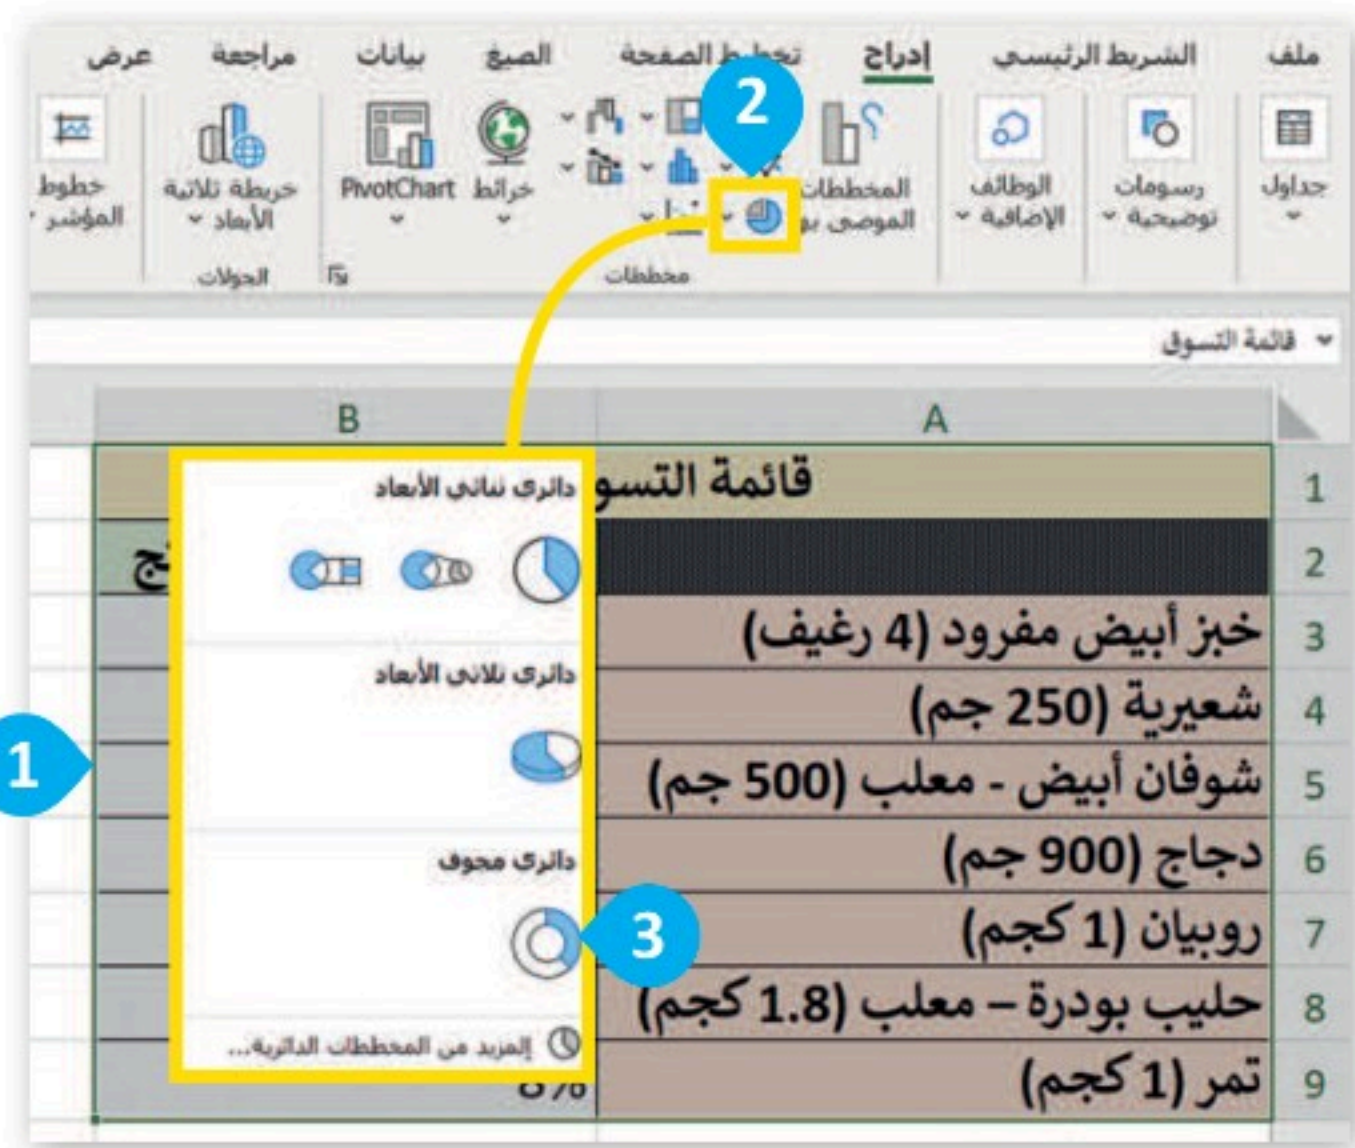 ملف الشريط الرئيسي إدراج تخطيط الصفحة الصيغ بيانات مراجعة عرض
2
جداول
رسومات توضيحية
الوظائف الإضافية
المخططات الموصى بو
خرائط
PivotChart
خريطة ثلاثية الأبعاد
خطوط المؤشر
مخططات
الجولات
قائمة التسوق
A B
1 قائمة التسو
2
3 خبز أبيض مفرود (4 رغيف)
4 شعيرية (250 جم)
5 شوفان أبيض - معلب (500 جم)
6 دجاج (900 جم)
7 روبيان (1 كجم)
8 حليب بودرة – معلب (1.8 كجم)
9 تمر (1 كجم)
8%
دائري ثنائي الأبعاد
دائري ثلاثي الأبعاد
دائري مجوف
إلمزيد من المخططات الدائرية...
1
3